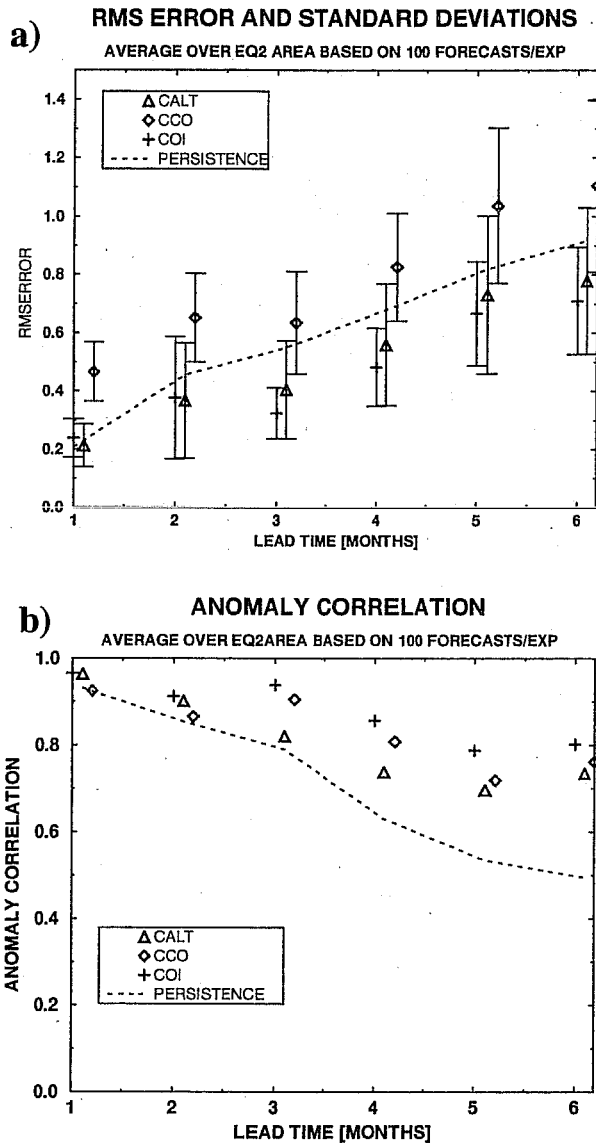 a)
RMS ERROR AND STANDARD DEVIATIONS
AVERAGE OVER EQ2 AREA BASED ON 100 FORECASTS/EXP
CALT
CCO
COI
PERSISTENCE
1.4
1.2
1.0
0.8
0.6
0.4
0.2
0.0
RMSERROR
1 2 3 4 5 6
LEAD TIME [MONTHS]
b)
ANOMALY CORRELATION
AVERAGE OVER EQ2AREA BASED ON 100 FORECASTS/EXP
1.0
0.8
0.6
0.4
0.2
0.0
ANOMALY CORRELATION
CALT
CCO
COI
PERSISTENCE
1 2 3 4 5 6
LEAD TIME [MONTHS]